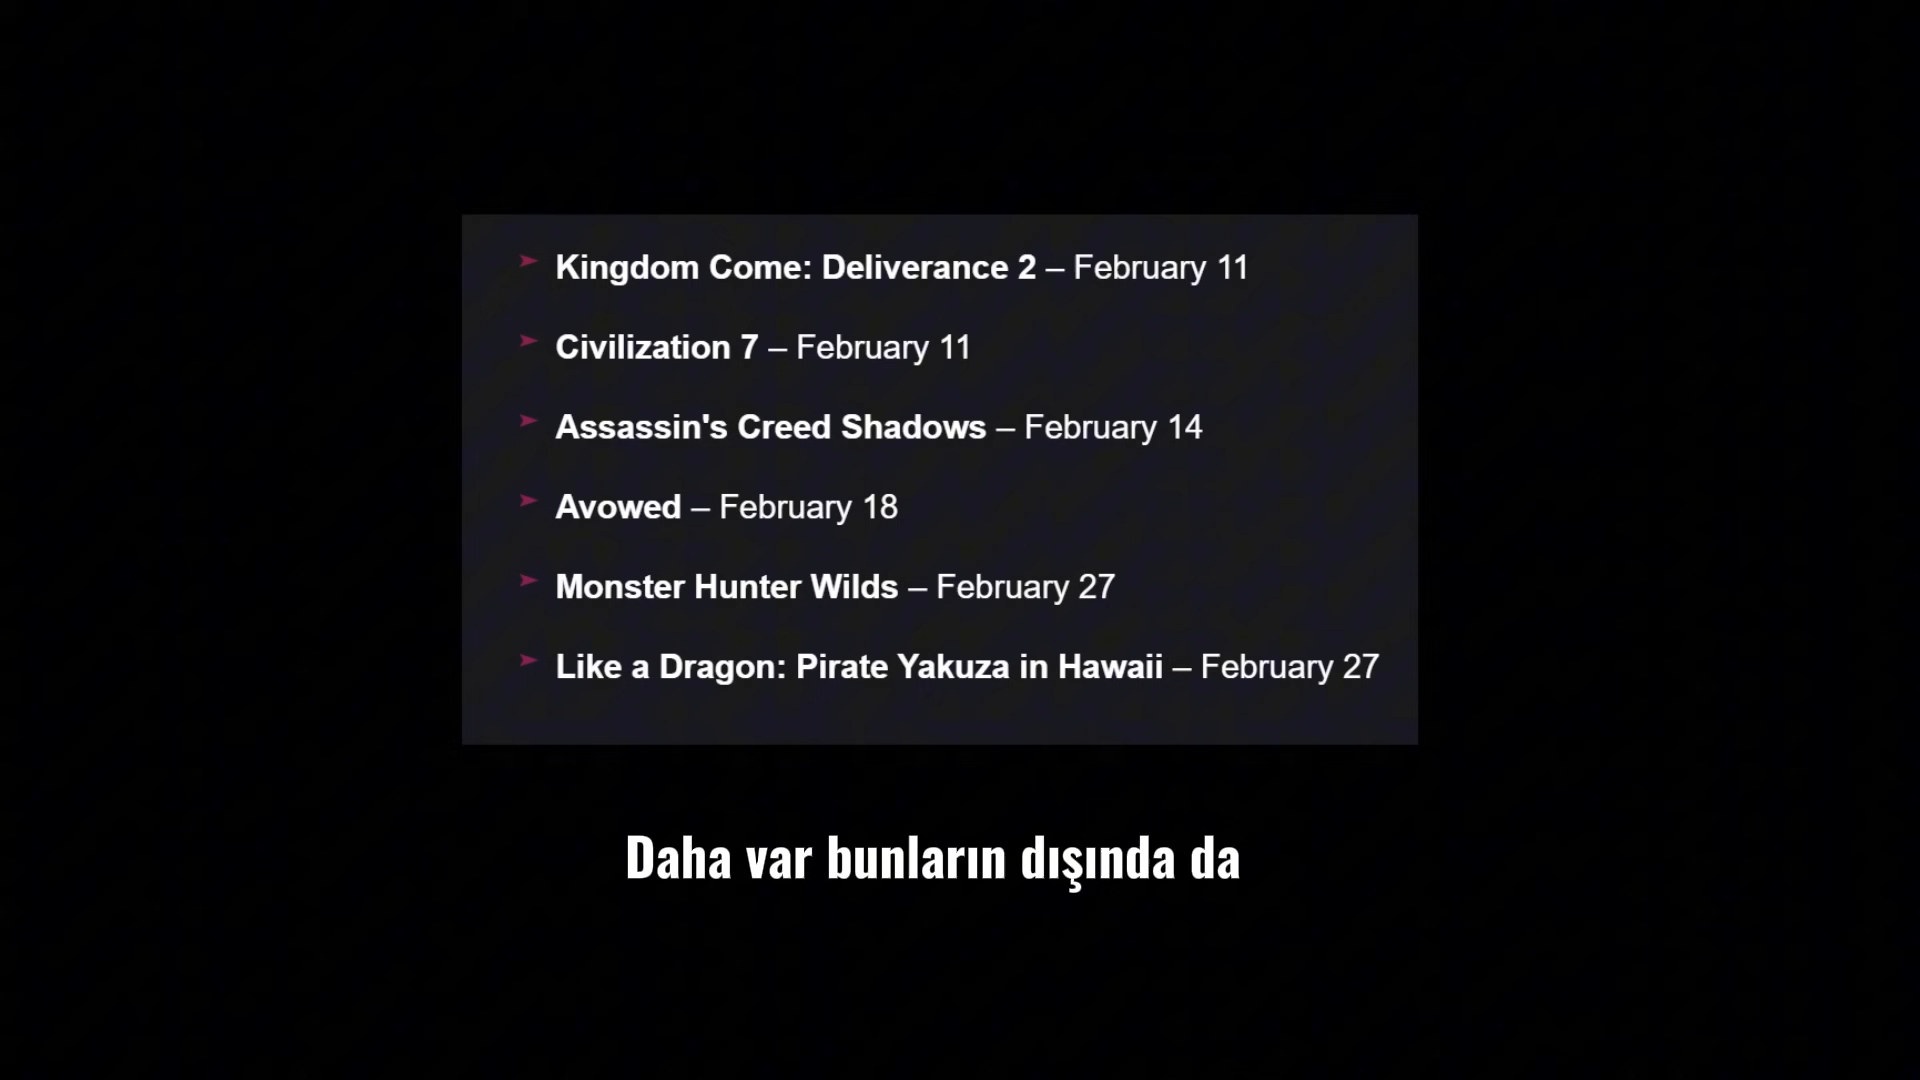 ➤ Kingdom Come: Deliverance 2 – February 11
➤ Civilization 7 – February 11
➤ Assassin's Creed Shadows – February 14
➤ Avowed – February 18
➤ Monster Hunter Wilds – February 27
➤ Like a Dragon: Pirate Yakuza in Hawaii – February 27
Daha var bunların dışında da